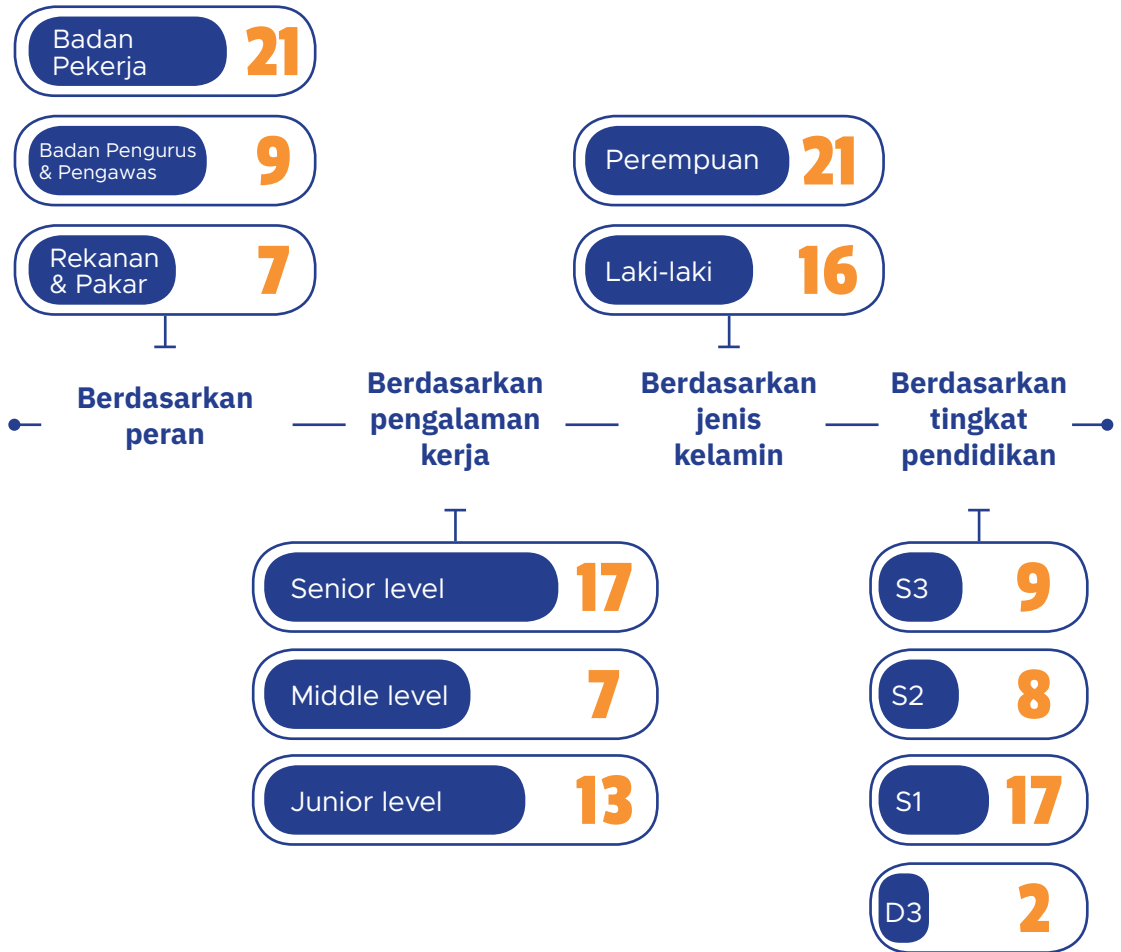 Badan
Pekerja
21
Badan Pengurus
& Pengawas
9
Rekanan
& Pakar
7
Perempuan
21
Laki-laki
16
Berdasarkan
peran
Berdasarkan
pengalaman
kerja
Berdasarkan
jenis
kelamin
Berdasarkan
tingkat
pendidikan
Senior level
17
Middle level
7
Junior level
13
S3
9
S2
8
S1
17
D3
2